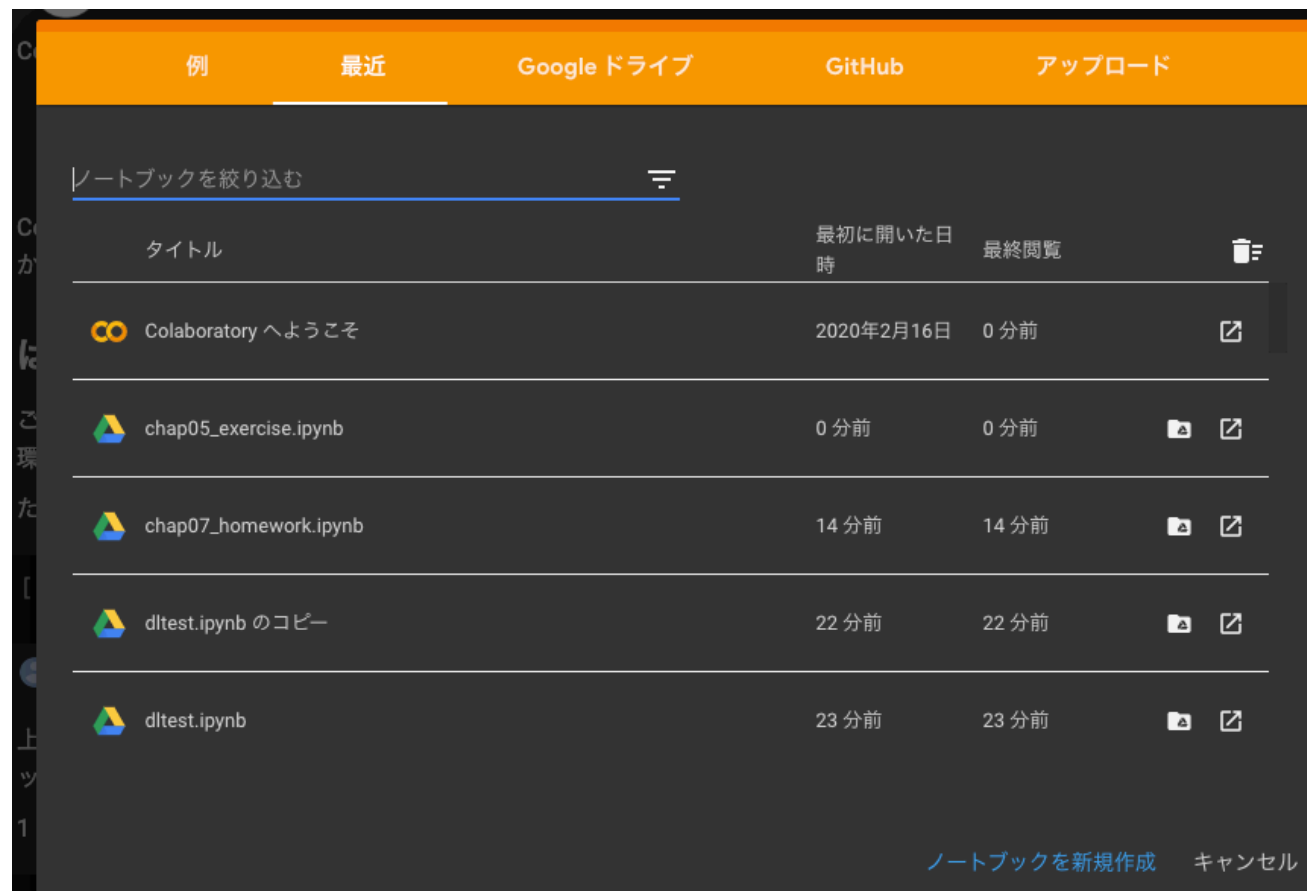 例 最近 Google ドライブ GitHub アップロード
ノートブックを絞り込む
タイトル 最初に開いた日時 最終閲覧
Colaboratory へようこそ 2020年2月16日 0 分前
chap05_exercise.ipynb 0 分前 0 分前
chap07_homework.ipynb 14 分前 14 分前
dltest.ipynb のコピー 22 分前 22 分前
dltest.ipynb 23 分前 23 分前
ノートブックを新規作成 キャンセル